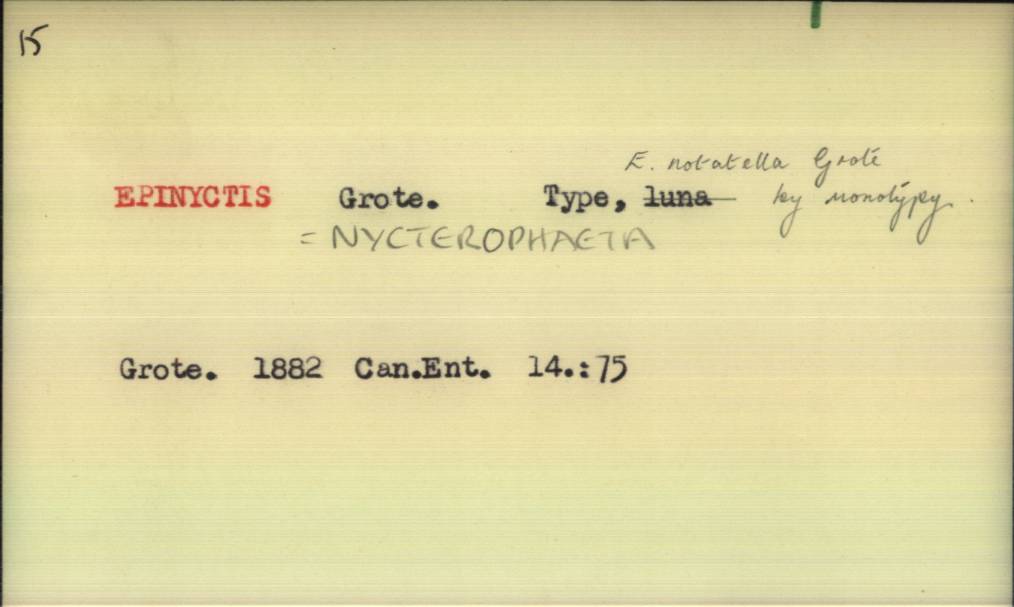 15
E. notatella Grote
EPINYCTIS Grote. Type, luna by monotypy.
= NYCTEROPHAETA
Grote. 1882 Can.Ent. 14.:75